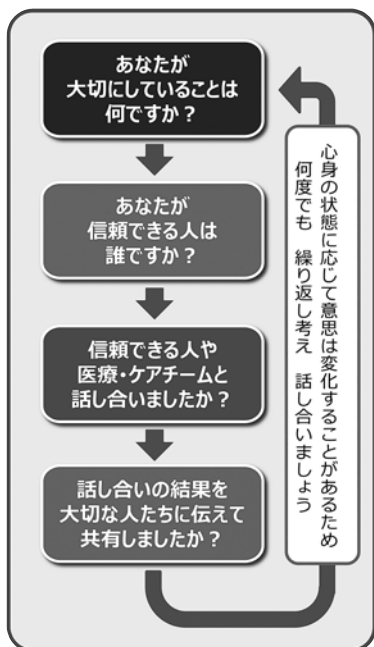 あなたが
大切にしていることは
何ですか？
あなたが
信頼できる人は
誰ですか？
信頼できる人や
医療・ケアチームと
話し合いましたか？
話し合いの結果を
大切な人たちに伝えて
共有しましたか？
心身の状態に応じて意思は変化することがあるため
何度でも　繰り返し考え　話し合いましょう